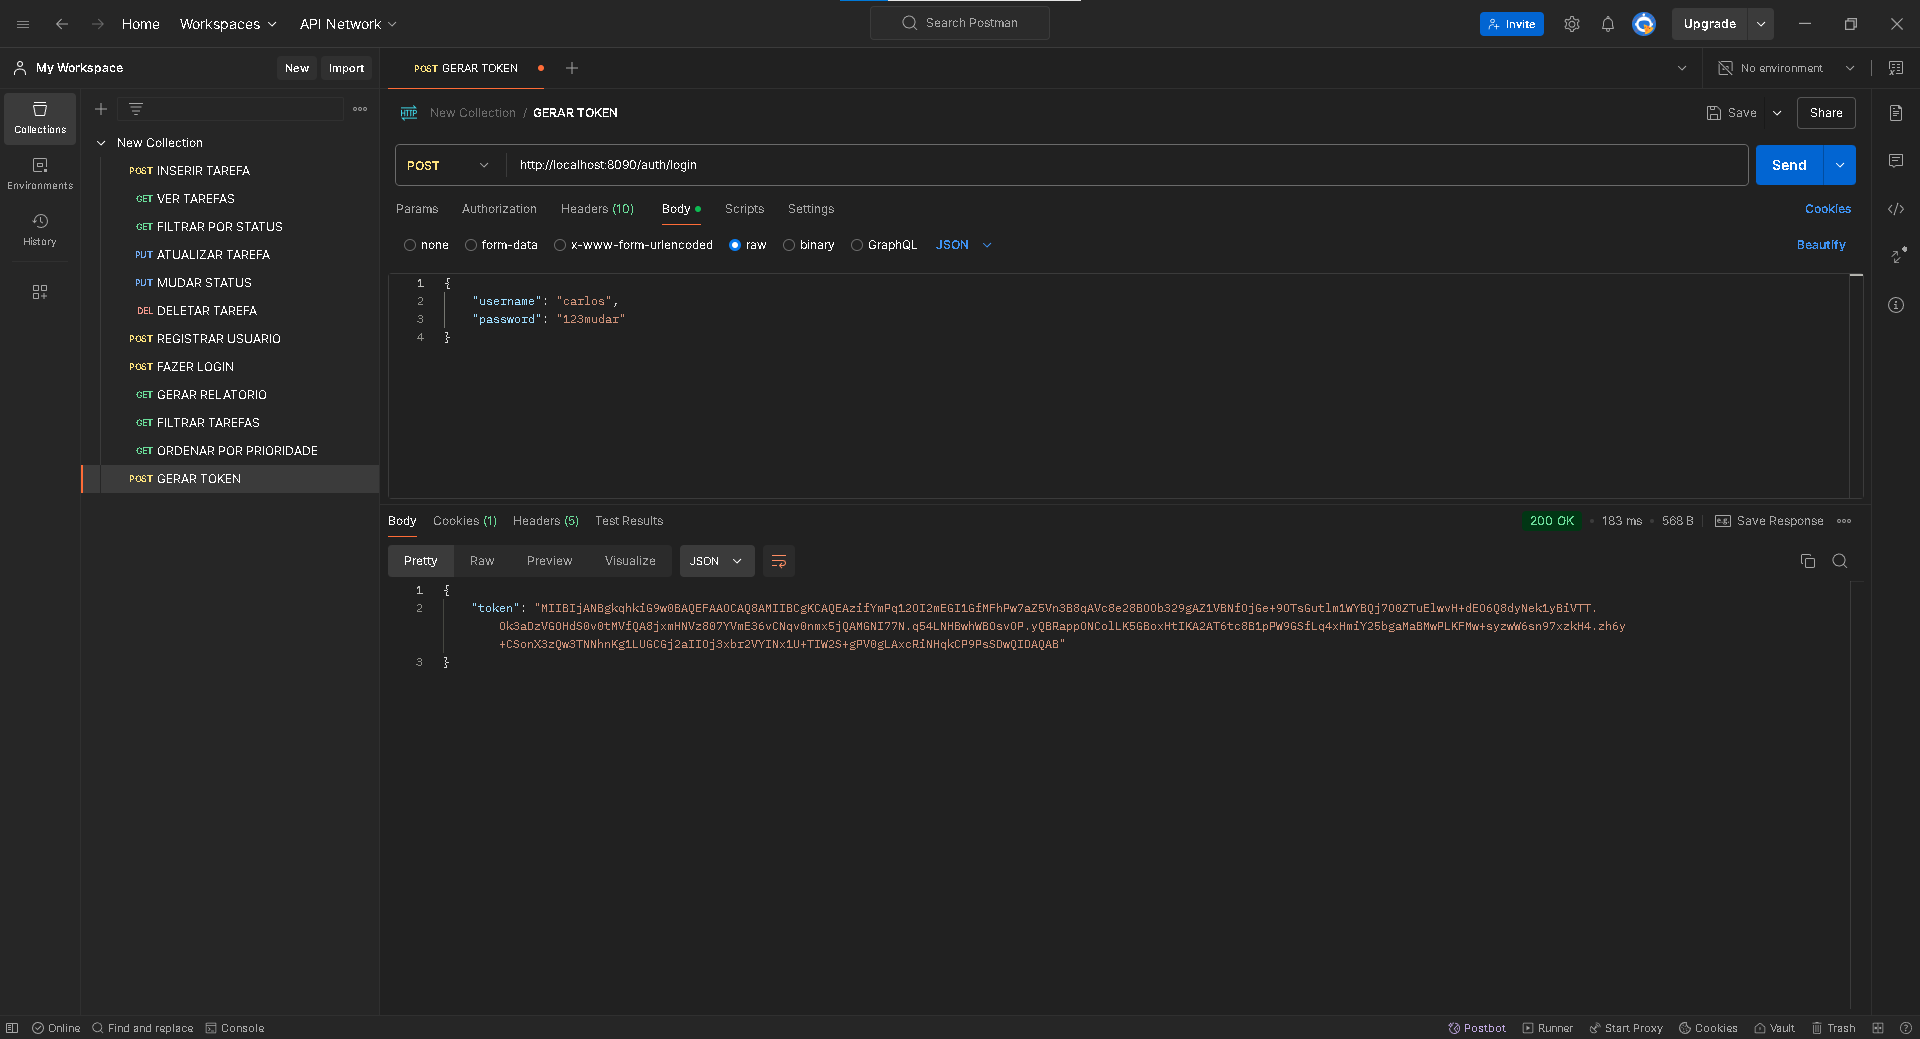 Home Workspaces API Network Search Postman Invite Upgrade
My Workspace New Import POST GERAR TOKEN No environment
Collections
Environments
History
New Collection
POST INSERIR TAREFA
GET VER TAREFAS
GET FILTRAR POR STATUS
PUT ATUALIZAR TAREFA
PUT MUDAR STATUS
DEL DELETAR TAREFA
POST REGISTRAR USUARIO
POST FAZER LOGIN
GET GERAR RELATORIO
GET FILTRAR TAREFAS
GET ORDENAR POR PRIORIDADE
POST GERAR TOKEN
HTTP New Collection / GERAR TOKEN Save Share
POST http://localhost:8090/auth/login Send
Params Authorization Headers (10) Body Scripts Settings Cookies
none form-data x-www-form-urlencoded raw binary GraphQL JSON Beautify
1 {
2 "username": "carlos",
3 "password": "123mudar"
4 }
Body Cookies (1) Headers (5) Test Results 200 OK 183 ms 568 B e.g. Save Response
Pretty Raw Preview Visualize JSON
1 {
2 "token": "MIIBIjANBgkqhkiG9w0BAQEFAAOCAQ8AMIIBCgKCAQEAzifYmPq12OI2mEGI1GfMFhPw7aZ5Vn3B8qAVc8e28BOOb329gAZ1VBNfOjGe+9OTsGutlm1WYBQj7O0ZTuElwvH+dEO6Q8dyNek1yBiVTT.
Ok3aDzVGOHdS0v0tMVfQA8jxmHNVz807YVmE36vCNqv0nmx5jQAMGNI77N.q54LNHBwhWBOsvOP.yQBRappONColLK5GBoxHtIKA2AT6tc8B1pPW9GSfLq4xHmiY25bgaMaBMwPLKFMw+syzwW6sn97xzkH4.zh6y
+CSonX3zQw3TNNhnKg1LUGCGj2aIIOj3xbr2VYINx1U+TIW2S+gPV0gLAxcRiNHqkCP9PsSDwQIDAQAB"
3 }
Online Find and replace Console Postbot Runner Start Proxy Cookies Vault Trash